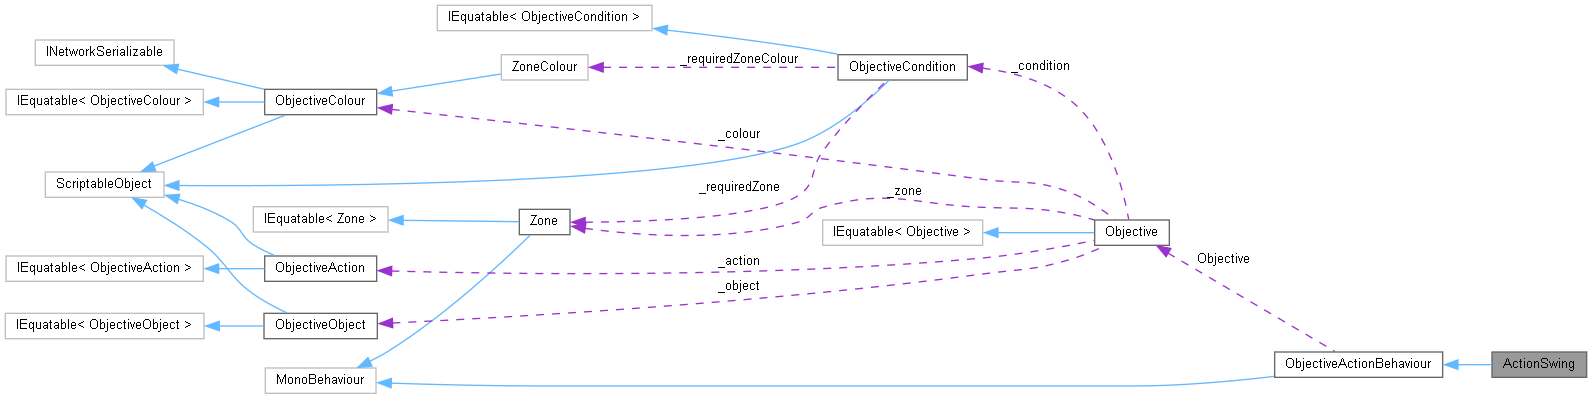 IEquatable< ObjectiveCondition >
INetworkSerializable
ZoneColour
_requiredZoneColour
ObjectiveCondition
_condition
IEquatable< ObjectiveColour >
ObjectiveColour
_colour
ScriptableObject
_requiredZone
_zone
IEquatable< Zone >
Zone
IEquatable< Objective >
Objective
IEquatable< ObjectiveAction >
ObjectiveAction
_action
Objective
_object
IEquatable< ObjectiveObject >
ObjectiveObject
MonoBehaviour
ObjectiveActionBehaviour
ActionSwing